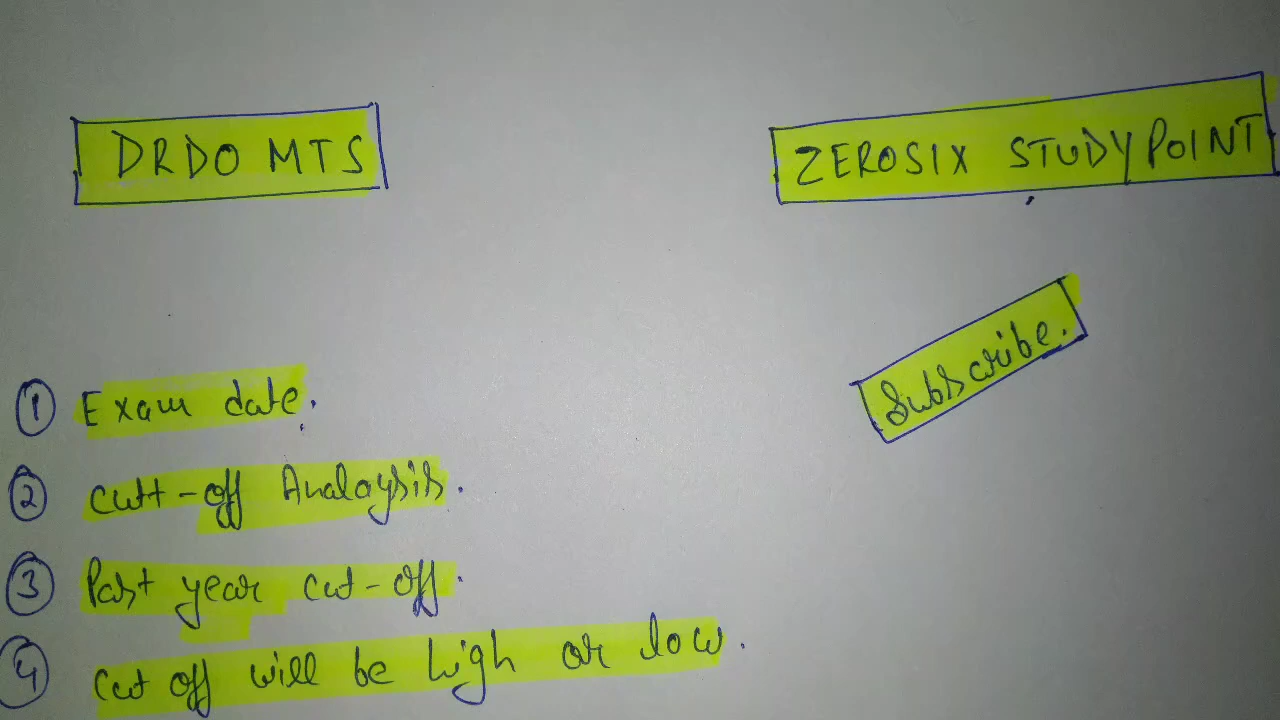 DRDO MTS
ZEROSIX STUDY POINT
Subscribe.
① Exam date.
② Cutt-off Analaysis.
③ Past year cut-off.
④ Cut off will be high or low.